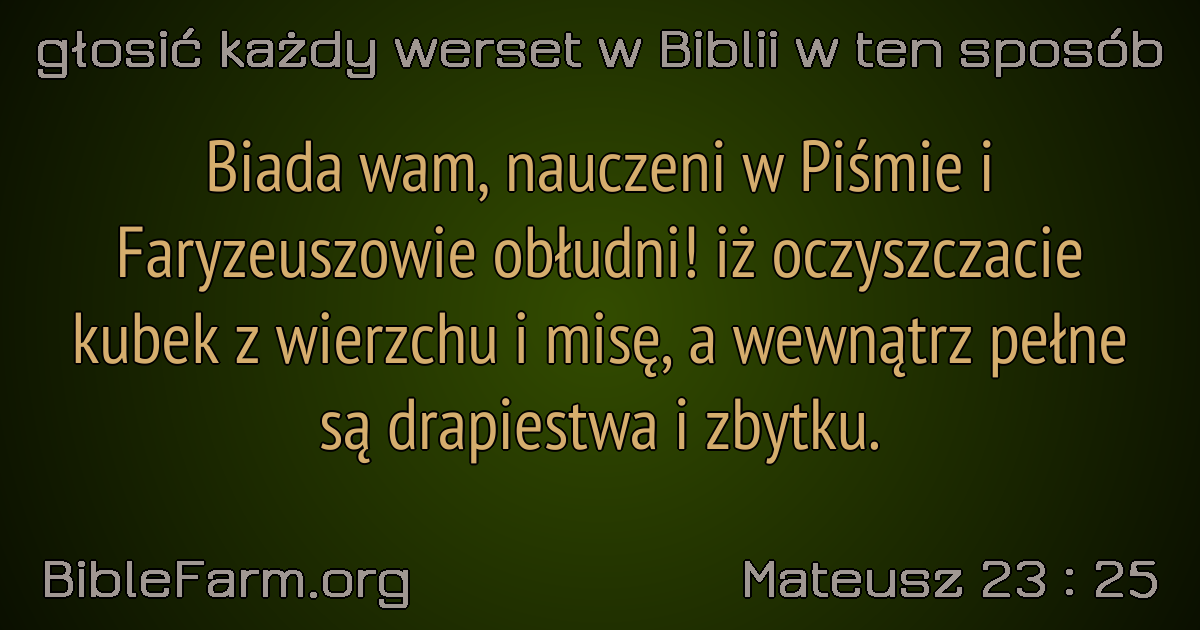 głosić każdy werset w Biblii w ten sposób
Biada wam, nauczeni w Piśmie i
Faryzeuszowie obłudni! iż oczyszczacie
kubek z wierzchu i misę, a wewnątrz pełne
są drapiestwa i zbytku.
BibleFarm.org
Mateusz 23 : 25